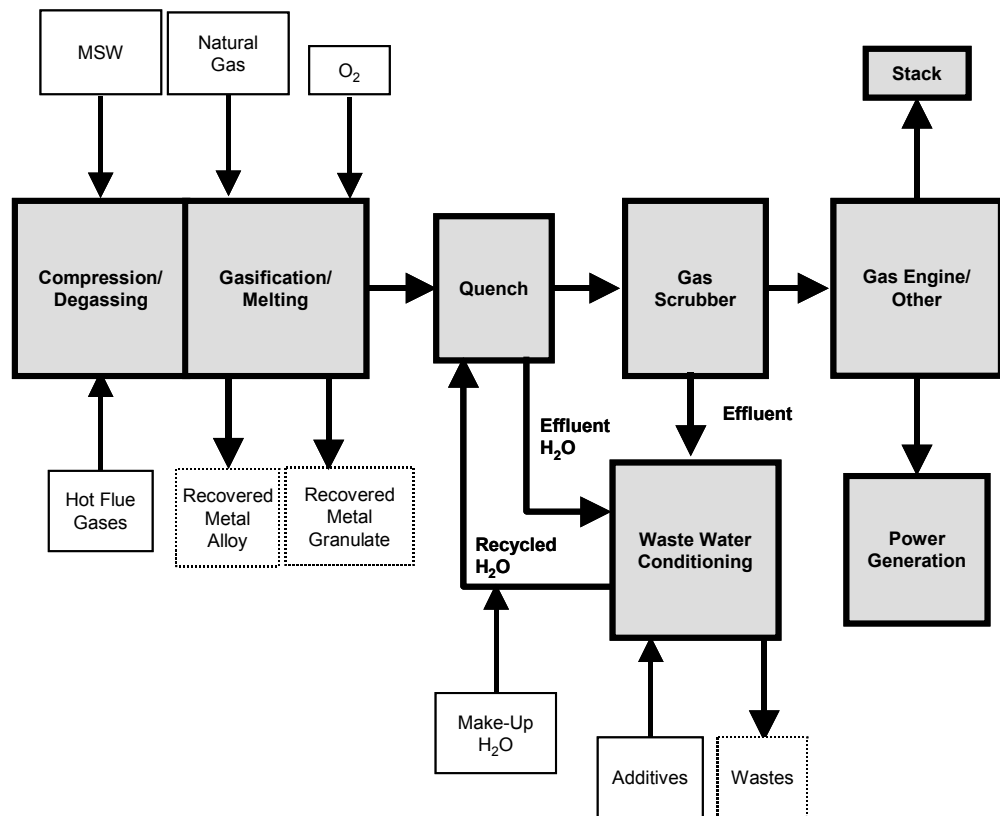 MSW
Natural
Gas
O₂
Stack
Compression/
Degassing
Gasification/
Melting
Quench
Gas
Scrubber
Gas Engine/
Other
Effluent
H₂O
Effluent
Hot Flue
Gases
Recovered
Metal
Alloy
Recovered
Metal
Granulate
Recycled
H₂O
Waste Water
Conditioning
Power
Generation
Make-Up
H₂O
Additives
Wastes